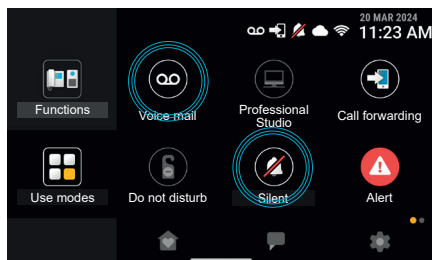 20 MAR 2024
11:23 AM
Functions
Voice mail
Professional
Studio
Call forwarding
Use modes
Do not disturb
Silent
Alert